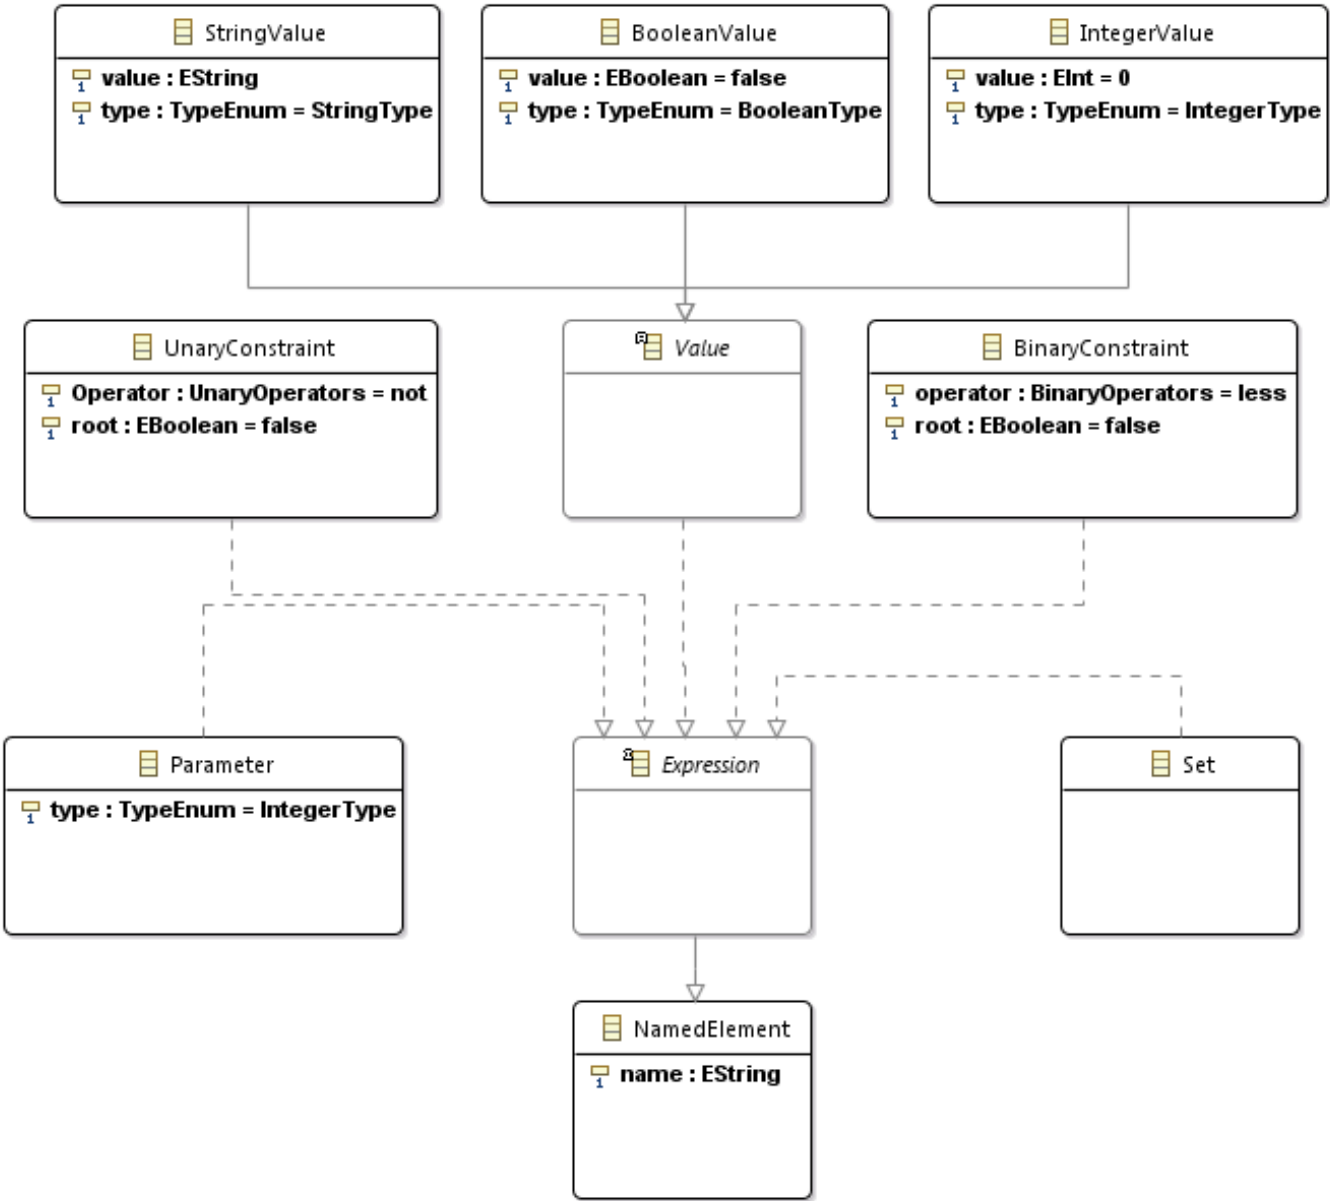 StringValue
value : EString
type : TypeEnum = StringType
BooleanValue
value : EBoolean = false
type : TypeEnum = BooleanType
IntegerValue
value : EInt = 0
type : TypeEnum = IntegerType
UnaryConstraint
Operator : UnaryOperators = not
root : EBoolean = false
Value
BinaryConstraint
operator : BinaryOperators = less
root : EBoolean = false
Parameter
type : TypeEnum = IntegerType
Expression
Set
NamedElement
name : EString